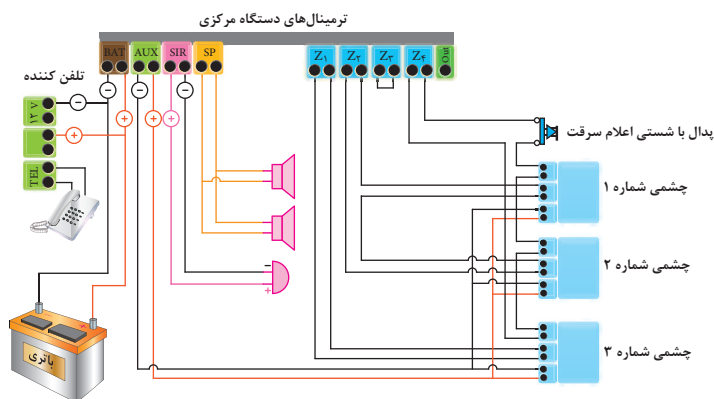 ترمینال‌های دستگاه مرکزی
BAT AUX SIR SP Z۱ Z۲ Z۳ Z۴ Out
تلفن کننده
۱۲ V
TEL
پدال با شستی اعلام سرقت
چشمی شماره ۱
چشمی شماره ۲
چشمی شماره ۳
باتری